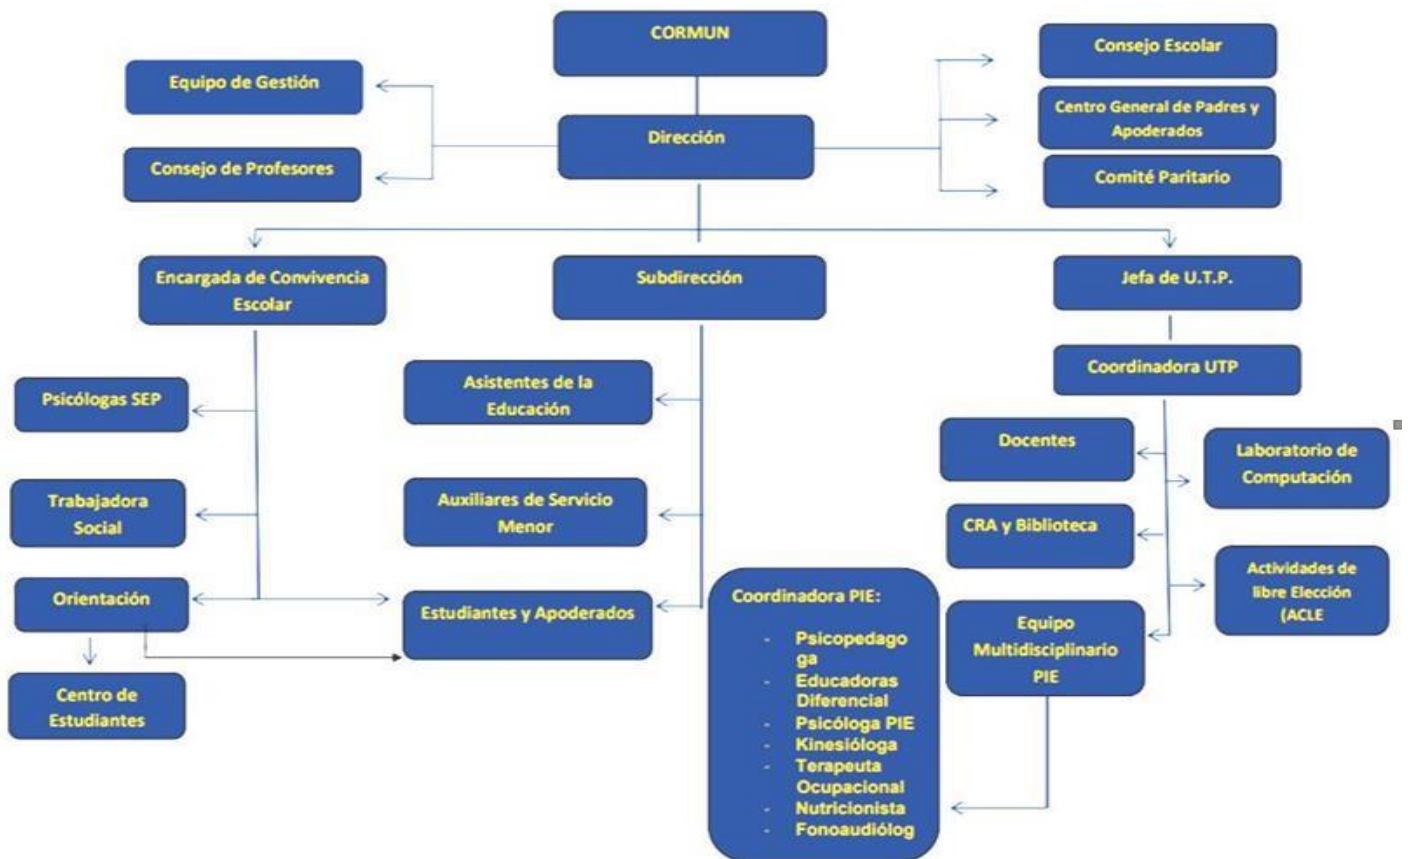 CORMUN
Consejo Escolar
Equipo de Gestión
Centro General de Padres y
Apoderados
Dirección
Consejo de Profesores
Comité Paritario
Encargada de Convivencia
Escolar
Subdirección
Jefa de U.T.P.
Coordinadora UTP
Psicólogas SEP
Asistentes de la
Educación
Docentes
Laboratorio de
Computación
Trabajadora
Social
Auxiliares de Servicio
Menor
CRA y Biblioteca
Actividades de
libre Elección
(ACLE
Orientación
Estudiantes y Apoderados
Equipo
Multidisciplinario
PIE
Centro de
Estudiantes
Coordinadora PIE:
- Psicopedago
ga
- Educadoras
Diferencial
- Psicóloga PIE
- Kinesióloga
- Terapeuta
Ocupacional
- Nutricionista
- Fonoaudiólog